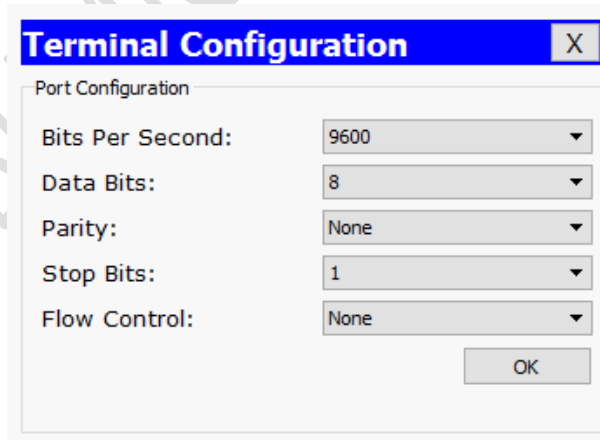 Terminal Configuration X
Port Configuration
Bits Per Second: 9600
Data Bits: 8
Parity: None
Stop Bits: 1
Flow Control: None
OK